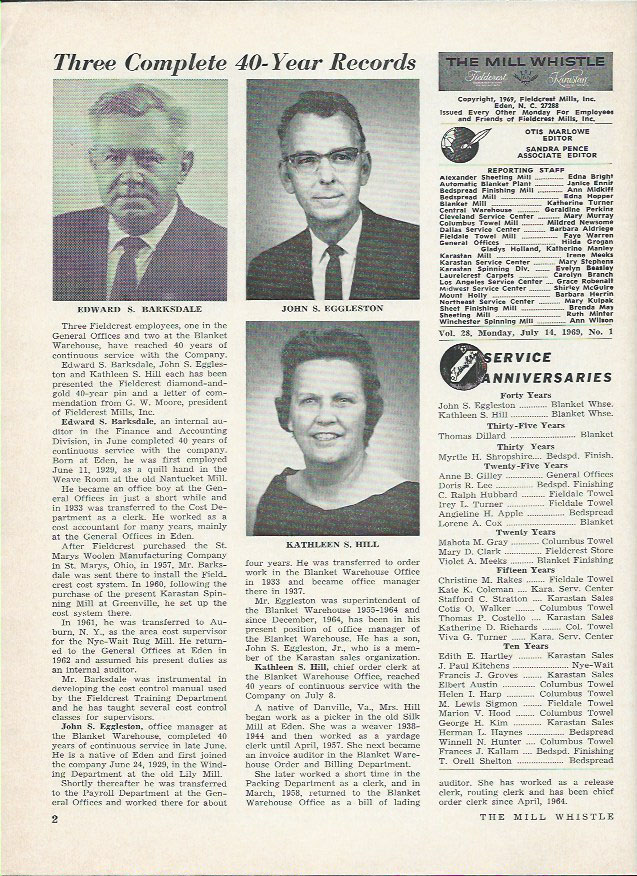 Three Complete 40-Year Records
EDWARD S. BARKSDALE
JOHN S. EGGLESTON
Three Fieldcrest employees, one in the
General Offices and two at the Blanket
Warehouse, have reached 40 years of
continuous service with the Company.
Edward S. Barksdale, John S. Eggles-
ton and Kathleen S. Hill each has been
presented the Fieldcrest diamond-and-
gold 40-year pin and a letter of com-
mendation from G. W. Moore, president
of Fieldcrest Mills, Inc.
Edward S. Barksdale, an internal au-
ditor in the Finance and Accounting
Division, in June completed 40 years of
continuous service with the company.
Born at Eden, he was first employed
June 11, 1929, as a quill hand in the
Weave Room at the old Nantucket Mill.
He became an office boy at the Gen-
eral Offices in just a short while and
in 1933 was transferred to the Cost De-
partment as a clerk. He worked as a
cost accountant for many years, mainly
at the General Offices in Eden.
After Fieldcrest purchased the St.
Marys Woolen Manufacturing Company
in St. Marys, Ohio, in 1957, Mr. Barks-
dale was sent there to install the Field-
crest cost system. In 1960, following the
purchase of the present Karastan Spin-
ning Mill at Greenville, he set up the
cost system there.
In 1961, he was transferred to Au-
burn, N. Y., as the area cost supervisor
for the Nye-Wait Rug Mill. He return-
ed to the General Offices at Eden in
1962 and assumed his present duties as
an internal auditor.
Mr. Barksdale was instrumental in
developing the cost control manual used
by the Fieldcrest Training Department
and he has taught several cost control
classes for supervisors.
John S. Eggleston, office manager at
the Blanket Warehouse, completed 40
years of continuous service in late June.
He is a native of Eden and first joined
the company June 24, 1929, in the Wind-
ing Department at the old Lily Mill.
Shortly thereafter he was transferred
to the Payroll Department at the Gen-
eral Offices and worked there for about
KATHLEEN S. HILL
four years. He was transferred to order
work in the Blanket Warehouse Office
in 1933 and became office manager
there in 1937.
Mr. Eggleston was superintendent of
the Blanket Warehouse 1955-1964 and
since December, 1964, has been in his
present position of office manager of
the Blanket Warehouse. He has a son,
John S. Eggleston, Jr., who is a mem-
ber of the Karastan sales organization.
Kathleen S. Hill, chief order clerk at
the Blanket Warehouse Office, reached
40 years of continuous service with the
Company on July 8.
A native of Danville, Va., Mrs. Hill
began work as a picker in the old Silk
Mill at Eden. She was a weaver 1938-
1944 and then worked as a yardage
clerk until April, 1957. She next became
an invoice auditor in the Blanket Ware-
house Order and Billing Department.
She later worked a short time in the
Packing Department as a clerk, and in
March, 1958, returned to the Blanket
Warehouse Office as a bill of lading
THE MILL WHISTLE
Fieldcrest Karastan
Copyright, 1969, Fieldcrest Mills, Inc.
Eden, N. C. 27288
Issued Every Other Monday For Employees
and Friends of Fieldcrest Mills, Inc.
OTIS MARLOWE
EDITOR
SANDRA PENCE
ASSOCIATE EDITOR
REPORTING STAFF
Alexander Sheeting Mill .......... Edna Bright
Automatic Blanket Plant .......... Janice Ennis
Bedspread Finishing Mill .......... Ann Midkiff
Bedspread Mill .......... Edna Hopper
Blanket Mill .......... Katherine Turner
Central Warehouse .......... Geraldine Perkins
Cleveland Service Center .......... Mary Murray
Columbus Towel Mill .......... Mildred Newsome
Dallas Service Center .......... Barbara Aldriege
Fieldale Towel Mill .......... Faye Warren
General Offices .......... Hilda Grogan
Gladys Holland, Katherine Manley
Karastan Mill .......... Irene Meeks
Karastan Service Center .......... Mary Stephens
Karastan Spinning Div. .......... Evelyn Beasley
Laurelcrest Carpets .......... Carolyn Branch
Los Angeles Service Center .... Grace Robenalt
Midwest Service Center .......... Shirley McGuire
Mount Holly .......... Barbara Herrin
Northeast Service Center .......... Mary Kulpak
Sheet Finishing Mill .......... Brenda May
Sheeting Mill .......... Ruth Minter
Winchester Spinning Mill .......... Ann Wilson
Vol. 28, Monday, July 14, 1969, No. 1
SERVICE
ANNIVERSARIES
Forty Years
John S. Eggleston .......... Blanket Whse.
Kathleen S. Hill .......... Blanket Whse.
Thirty-Five Years
Thomas Dillard .......... Blanket
Thirty Years
Myrtle H. Shropshire.... Bedspd. Finish.
Twenty-Five Years
Anne B. Gilley .......... General Offices
Doris R. Lee .......... Bedspd. Finishing
C. Ralph Hubbard .......... Fieldale Towel
Irey L. Turner .......... Fieldale Towel
Angieline H. Apple .......... Bedspread
Lorene A. Cox .......... Blanket
Twenty Years
Mahota M. Gray .......... Columbus Towel
Mary D. Clark .......... Fieldcrest Store
Violet A. Meeks .......... Blanket Finishing
Fifteen Years
Christine M. Rakes .......... Fieldale Towel
Kate K. Coleman .... Kara. Serv. Center
Stafford C. Stratton .... Karastan Sales
Cotis O. Walker .......... Columbus Towel
Thomas P. Costello .... Karastan Sales
Katherine D. Richards ...... Col. Towel
Viva G. Turner ...... Kara. Serv. Center
Ten Years
Edith E. Hartley .......... Karastan Sales
J. Paul Kitchens .......... Nye-Wait
Francis J. Groves .......... Karastan Sales
Elbert Austin .......... Columbus Towel
Helen I. Harp .......... Columbus Towel
M. Lewis Sigmon .......... Fieldale Towel
Marion V. Hood .......... Columbus Towel
George H. Kim .......... Karastan Sales
Herman L. Haynes .......... Bedspread
Winnell N. Hunter .... Columbus Towel
Frances J. Kallam .... Bedspd. Finishing
T. Orell Shelton .......... Bedspread
auditor. She has worked as a release
clerk, routing clerk and has been chief
order clerk since April, 1964.
2
THE MILL WHISTLE